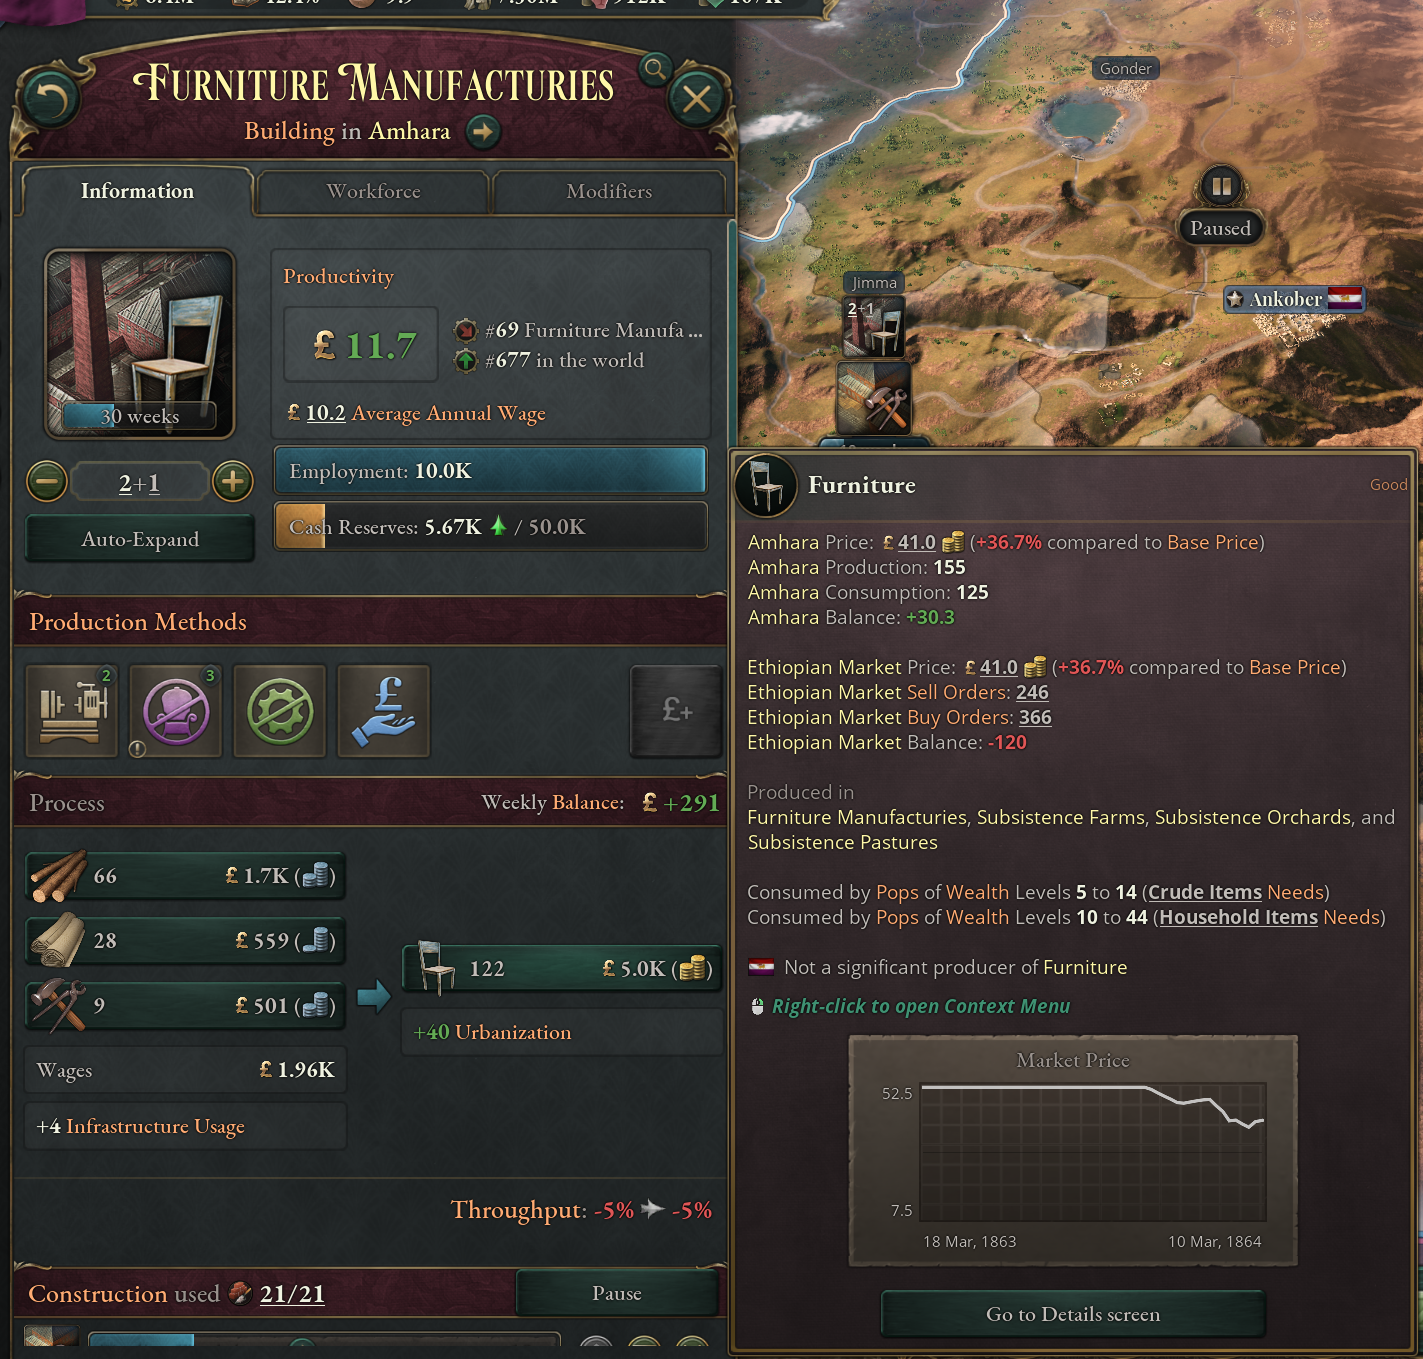 FURNITURE MANUFACTURIES
Building in Amhara
Information
Workforce
Modifiers
30 weeks
2+1
Auto-Expand
Productivity
£ 11.7
#69 Furniture Manufa ...
#677 in the world
£ 10.2 Average Annual Wage
Employment: 10.0K
Cash Reserves: 5.67K / 50.0K
Production Methods
2
3
£+
Process
Weekly Balance: £ +291
66 £ 1.7K ( )
28 £ 559 ( )
9 £ 501 ( )
Wages £ 1.96K
+4 Infrastructure Usage
122 £ 5.0K ( )
+40 Urbanization
Throughput: -5% -5%
Construction used 21/21
Pause
Gonder
Paused
Jimma
2+1
Ankober
Furniture
Good
Amhara Price: £ 41.0 (+36.7% compared to Base Price)
Amhara Production: 155
Amhara Consumption: 125
Amhara Balance: +30.3
Ethiopian Market Price: £ 41.0 (+36.7% compared to Base Price)
Ethiopian Market Sell Orders: 246
Ethiopian Market Buy Orders: 366
Ethiopian Market Balance: -120
Produced in
Furniture Manufacturies, Subsistence Farms, Subsistence Orchards, and
Subsistence Pastures
Consumed by Pops of Wealth Levels 5 to 14 (Crude Items Needs)
Consumed by Pops of Wealth Levels 10 to 44 (Household Items Needs)
Not a significant producer of Furniture
Right-click to open Context Menu
Market Price
52.5
7.5
18 Mar, 1863
10 Mar, 1864
Go to Details screen